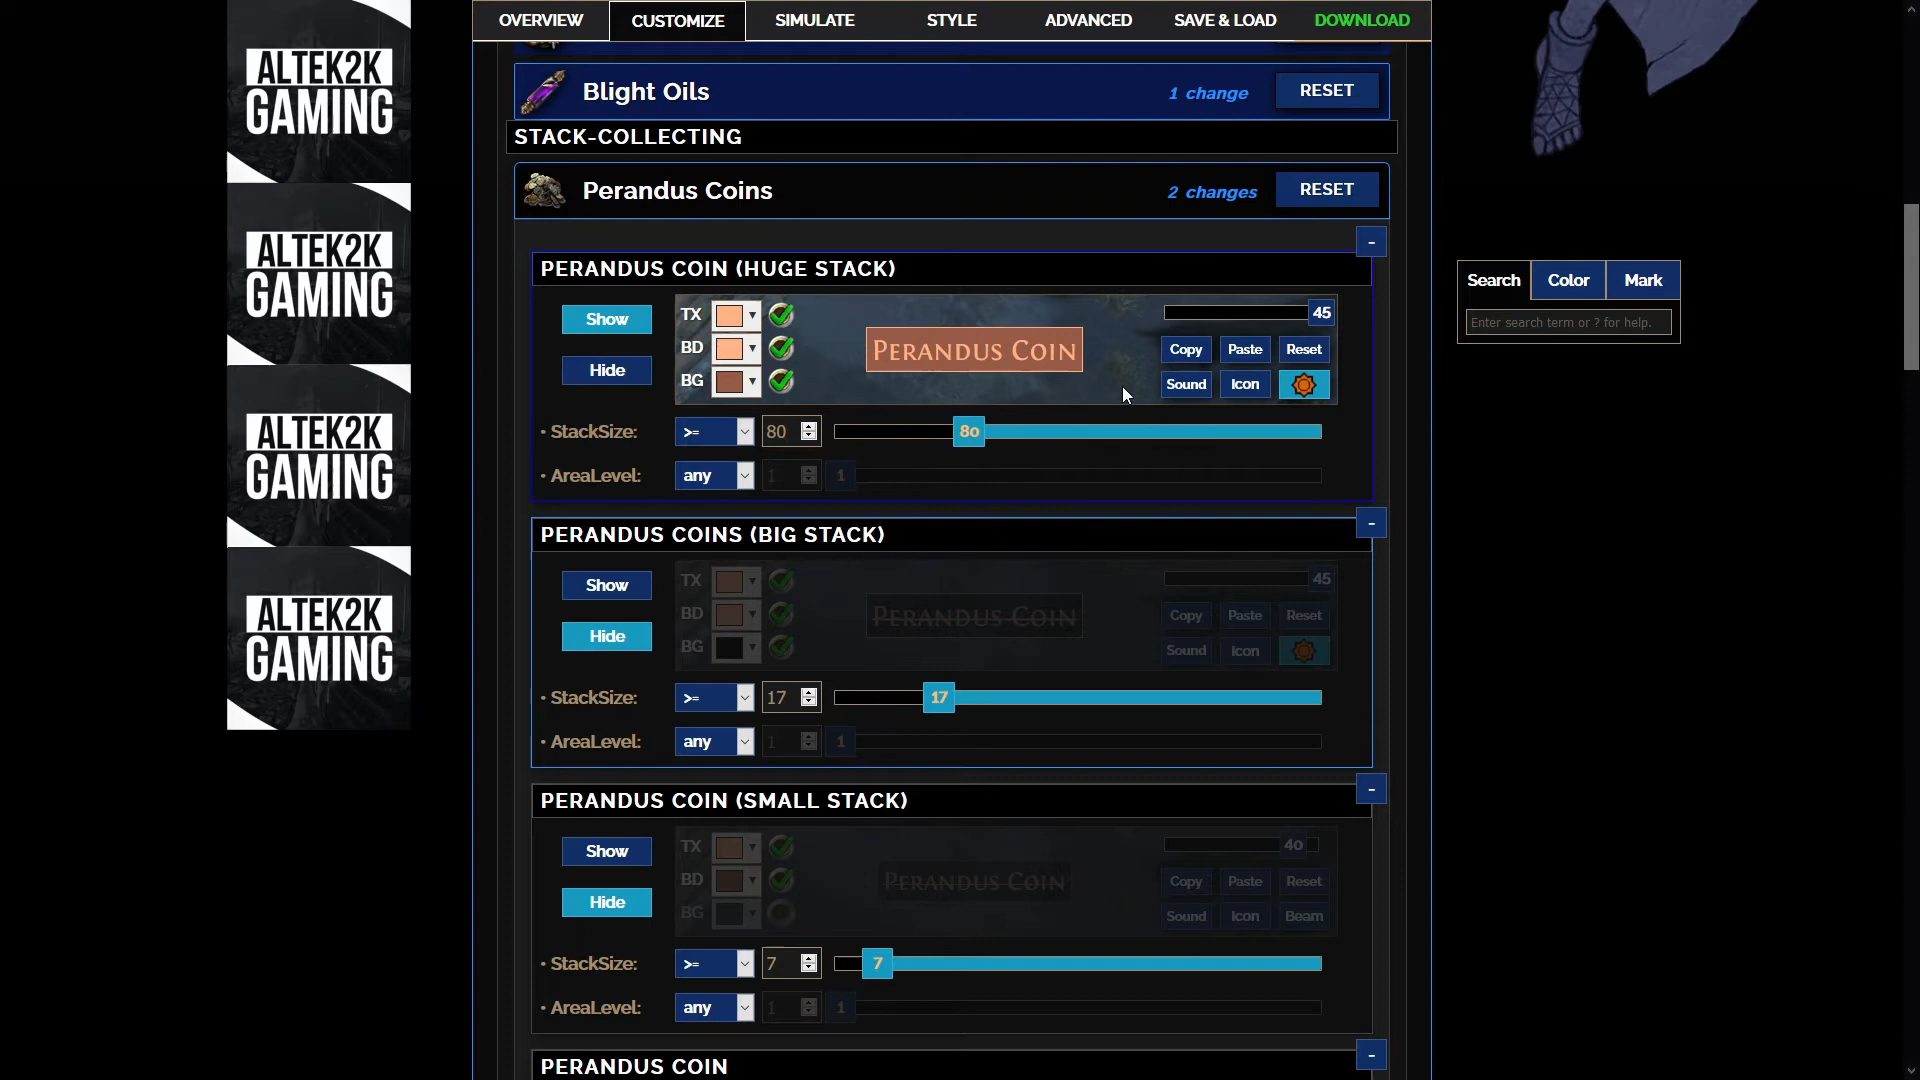 ALTEK2K
GAMING
ALTEK2K
GAMING
ALTEK2K
GAMING
ALTEK2K
GAMING
OVERVIEW CUSTOMIZE SIMULATE STYLE ADVANCED SAVE & LOAD DOWNLOAD
Blight Oils 1 change RESET
STACK-COLLECTING
Perandus Coins 2 changes RESET
-
PERANDUS COIN (HUGE STACK)
Show Hide
TX BD BG
PERANDUS COIN
45
Copy Paste Reset
Sound Icon
• StackSize: >= 80 80
• AreaLevel: any 1 1
-
PERANDUS COINS (BIG STACK)
Show Hide
TX BD BG
PERANDUS COIN
45
Copy Paste Reset
Sound Icon
• StackSize: >= 17 17
• AreaLevel: any 1 1
-
PERANDUS COIN (SMALL STACK)
Show Hide
TX BD BG
PERANDUS COIN
40
Copy Paste Reset
Sound Icon Beam
• StackSize: >= 7 7
• AreaLevel: any 1 1
-
PERANDUS COIN
Search Color Mark
Enter search term or ? for help.